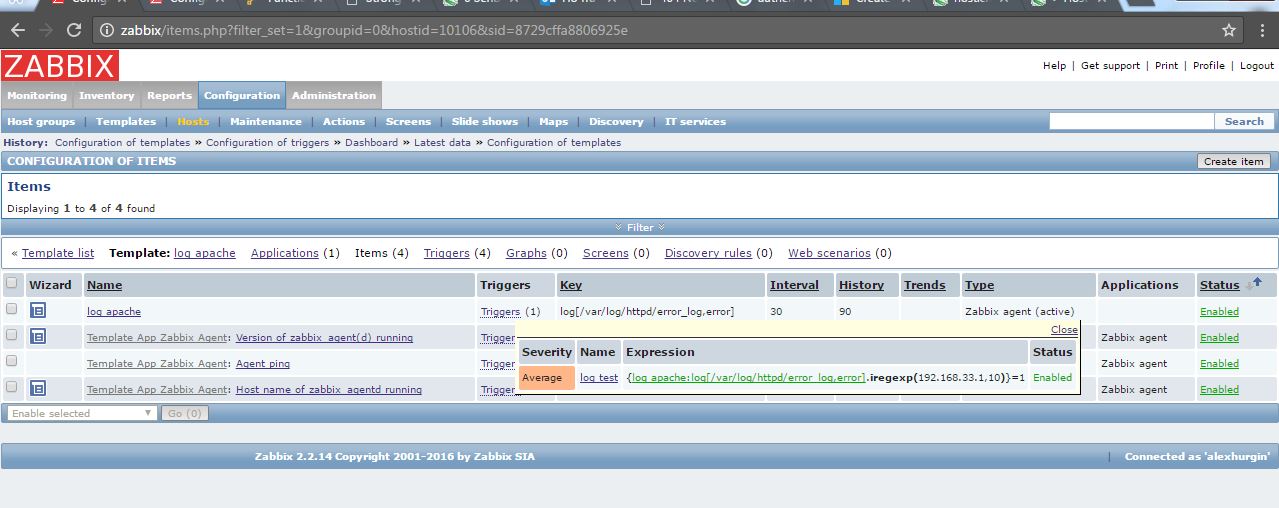 zabbix/items.php?filter_set=1&groupid=0&hostid=10106&sid=8729cffa8806925e
ZABBIX
Help | Get support | Print | Profile | Logout
Monitoring Inventory Reports Configuration Administration
Host groups | Templates | Hosts | Maintenance | Actions | Screens | Slide shows | Maps | Discovery | IT services Search
History: Configuration of templates » Configuration of triggers » Dashboard » Latest data » Configuration of templates
CONFIGURATION OF ITEMS Create item
Items
Displaying 1 to 4 of 4 found
Filter
« Template list Template: log apache Applications (1) Items (4) Triggers (4) Graphs (0) Screens (0) Discovery rules (0) Web scenarios (0)
Wizard Name Triggers Key Interval History Trends Type Applications Status
log apache Triggers (1) log[/var/log/httpd/error_log,error] 30 90 Zabbix agent (active) Enabled
Close
Template App Zabbix Agent: Version of zabbix_agent(d) running Zabbix agent Enabled
Severity Name Expression Status
Template App Zabbix Agent: Agent ping Zabbix agent Enabled
Average log test {log apache:log[/var/log/httpd/error_log,error].iregexp(192.168.33.1,10)}=1 Enabled
Template App Zabbix Agent: Host name of zabbix_agentd running Zabbix agent Enabled
Enable selected Go (0)
Zabbix 2.2.14 Copyright 2001-2016 by Zabbix SIA | Connected as 'alexhurgin'